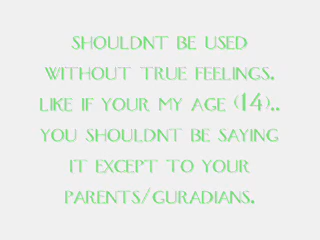 SHOULDNT BE USED
WITHOUT TRUE FEELINGS.
LIKE IF YOUR MY AGE (14)..
YOU SHOULDNT BE SAYING
IT EXCEPT TO YOUR
PARENTS/GURADIANS.